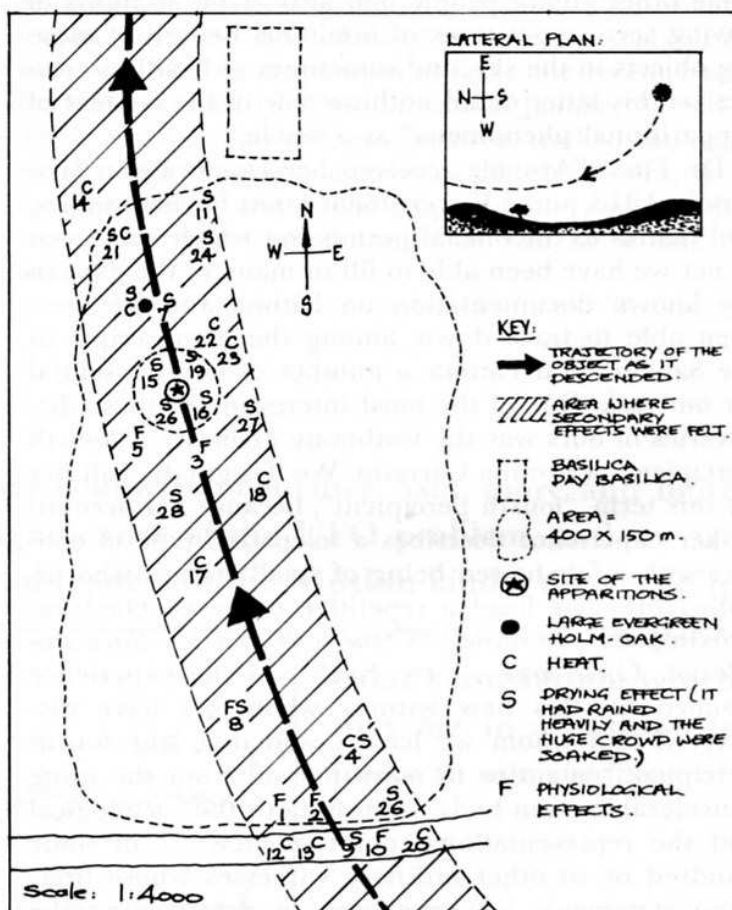 LATERAL PLAN:
E
N S
W
N
W E
S
C
14
SC
21
S
11
S
24
S
C
S
7
C
22
C
23
S
15
S
19
S
26
S
16
S
27
F
5
F
3
C
18
S
28
C
17
FS
8
CS
4
F
2
S
26
C
12
C
13
S
9
F
1
C
20
Scale: 1:4000
KEY:
TRAJECTORY OF THE
OBJECT AS IT
DESCENDED.
AREA WHERE
SECONDARY
EFFECTS WERE FELT.
BASILICA
DAY BASILICA.
AREA
400 X 150 m.
SITE OF THE
APPARITIONS.
LARGE EVERGREEN
HOLM-OAK
C HEAT.
S DRYING EFFECT (IT
HAD RAINED
HEAVILY AND THE
HUGE CROWD WERE
SOAKED.)
F PHYSIOLOGICAL
EFFECTS.